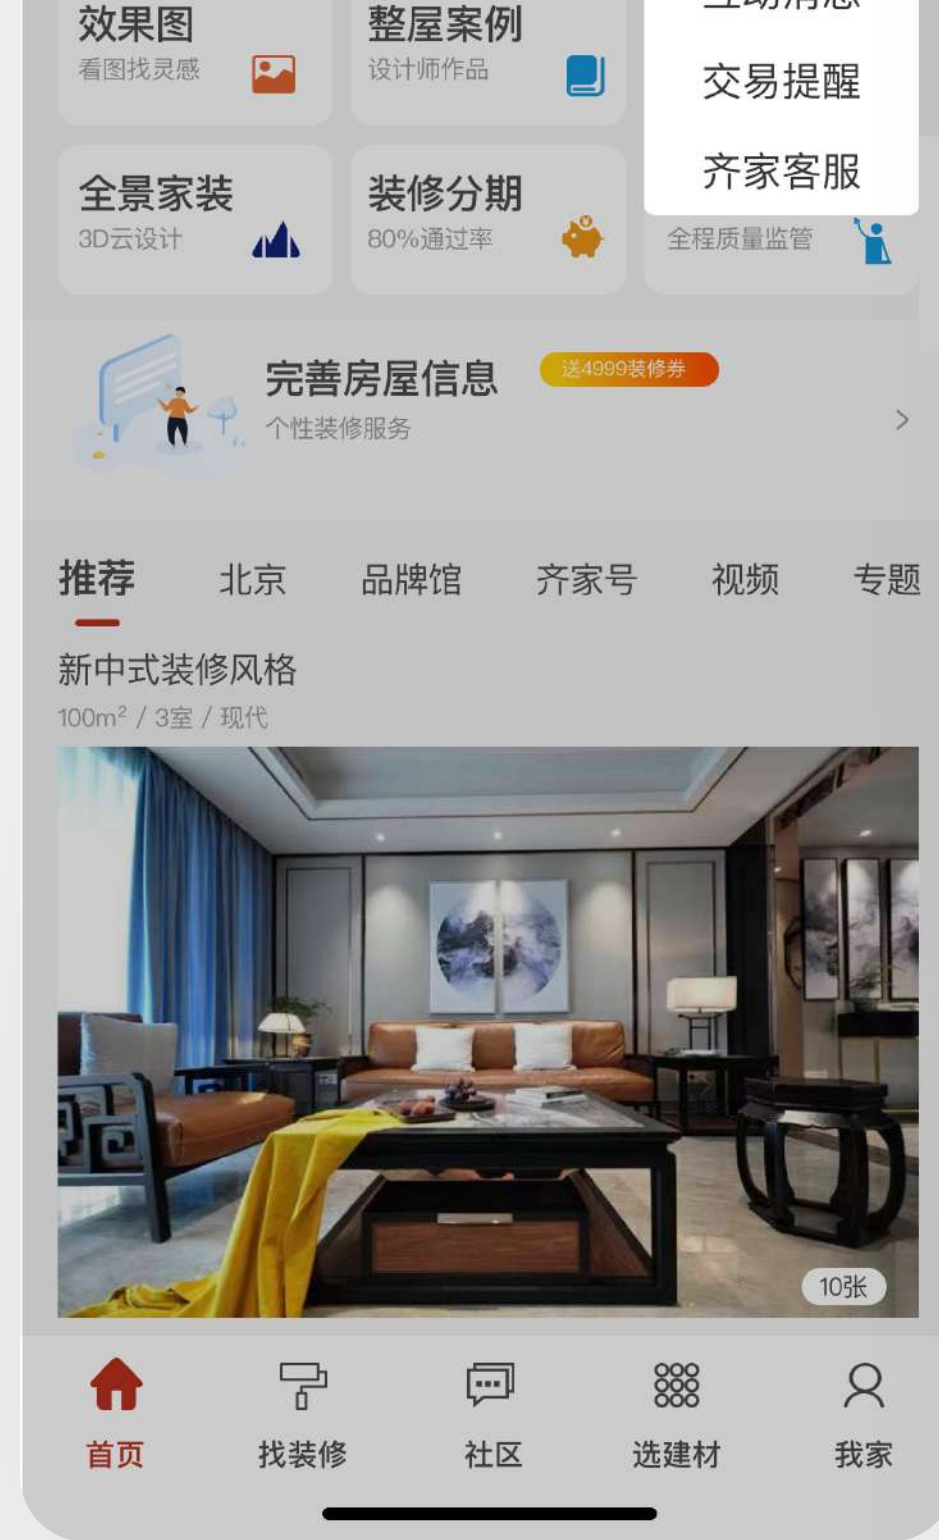 效果图
看图找灵感
整屋案例
设计师作品
互动消息
交易提醒
齐家客服
全景家装
3D云设计
装修分期
80%通过率
全程质量监管
完善房屋信息
送4999装修券
个性装修服务
推荐 北京 品牌馆 齐家号 视频 专题
新中式装修风格
100m² / 3室 / 现代
10张
首页 找装修 社区 选建材 我家